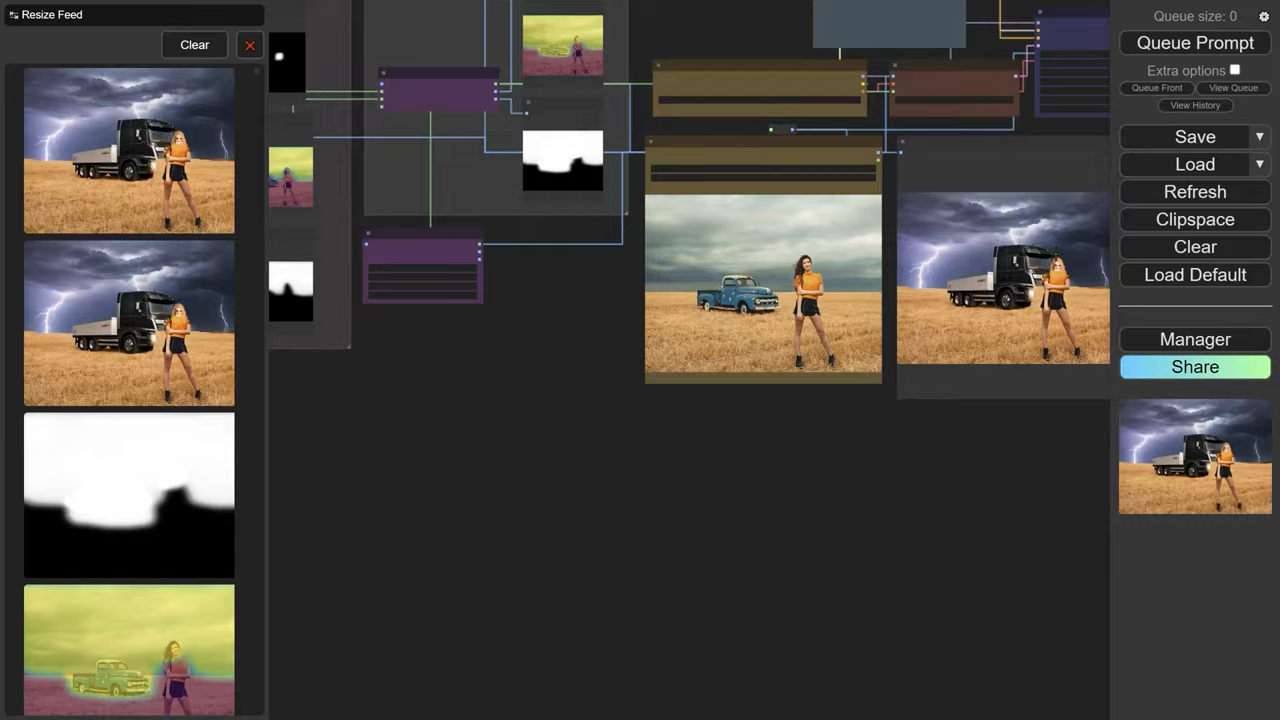 Resize Feed
Clear
Queue size: 0
Queue Prompt
Extra options
Queue Front
View Queue
View History
Save
Load
Refresh
Clipspace
Clear
Load Default
Manager
Share